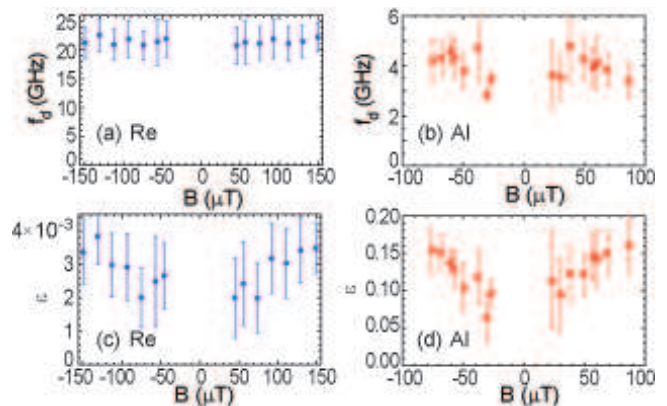 25
20
15
10
5
0
f_d (GHz)
(a) Re
-150 -100 -50 0 50 100 150
B (μT)
6
4
2
0
f_d (GHz)
(b) Al
-100 -50 0 50 100
B (μT)
4×10⁻³
3
2
1
ε
(c) Re
-150 -100 -50 0 50 100 150
B (μT)
0.20
0.15
0.10
0.05
0.00
ε
(d) Al
-100 -50 0 50 100
B (μT)